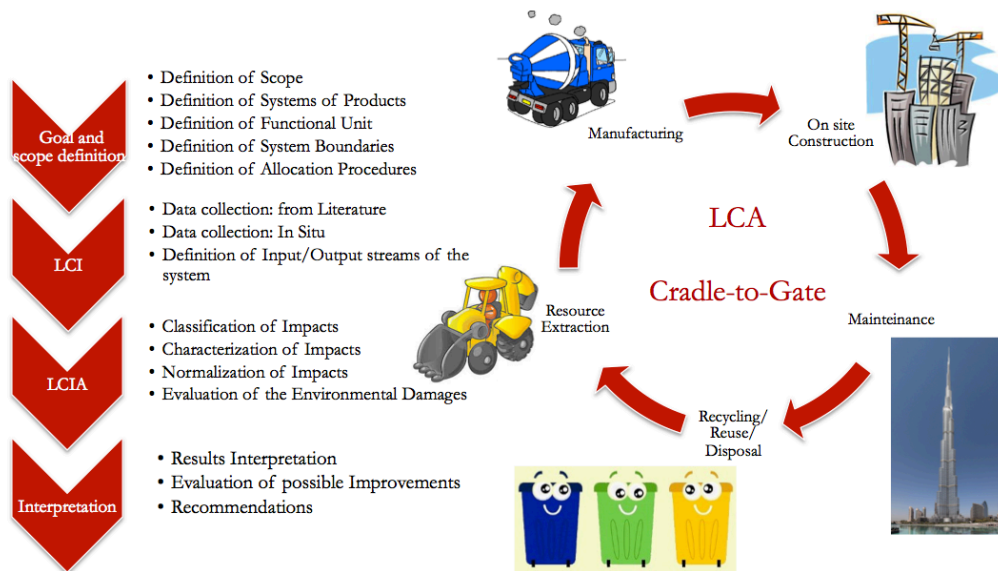 Goal and
scope definition
• Definition of Scope
• Definition of Systems of Products
• Definition of Functional Unit
• Definition of System Boundaries
• Definition of Allocation Procedures
LCI
• Data collection: from Literature
• Data collection: In Situ
• Definition of Input/Output streams of the
system
LCIA
• Classification of Impacts
• Characterization of Impacts
• Normalization of Impacts
• Evaluation of the Environmental Damages
Interpretation
• Results Interpretation
• Evaluation of possible Improvements
• Recommendations
Manufacturing
On site
Construction
LCA
Cradle-to-Gate
Resource
Extraction
Mainteinance
Recycling/
Reuse/
Disposal